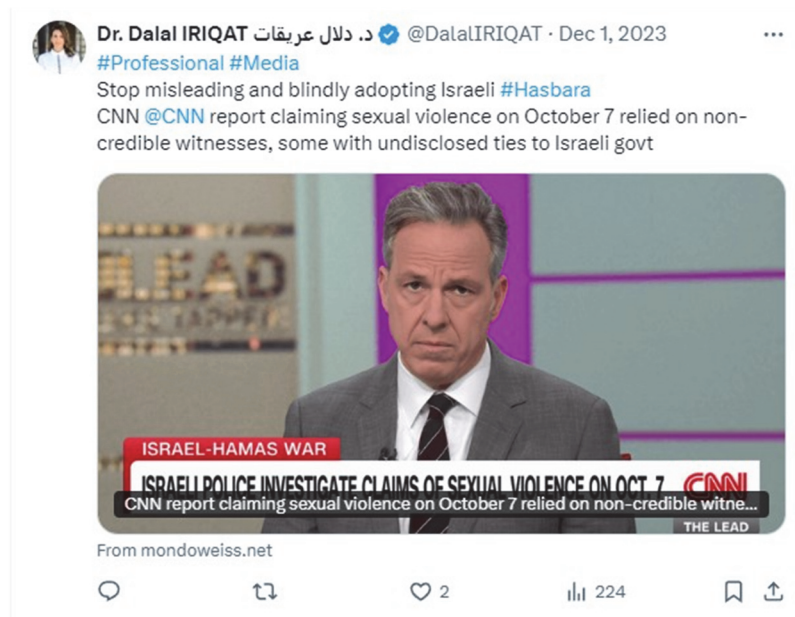 Dr. Dalal IRIQAT د. دلال عريقات @DalalIRIQAT · Dec 1, 2023
#Professional #Media
Stop misleading and blindly adopting Israeli #Hasbara
CNN @CNN report claiming sexual violence on October 7 relied on non-
credible witnesses, some with undisclosed ties to Israeli govt
LEAD
ISRAEL-HAMAS WAR
ISRAELI POLICE INVESTIGATE CLAIMS OF SEXUAL VIOLENCE ON OCT. 7
CNN
CNN report claiming sexual violence on October 7 relied on non-credible witne...
THE LEAD
From mondoweiss.net
2
224